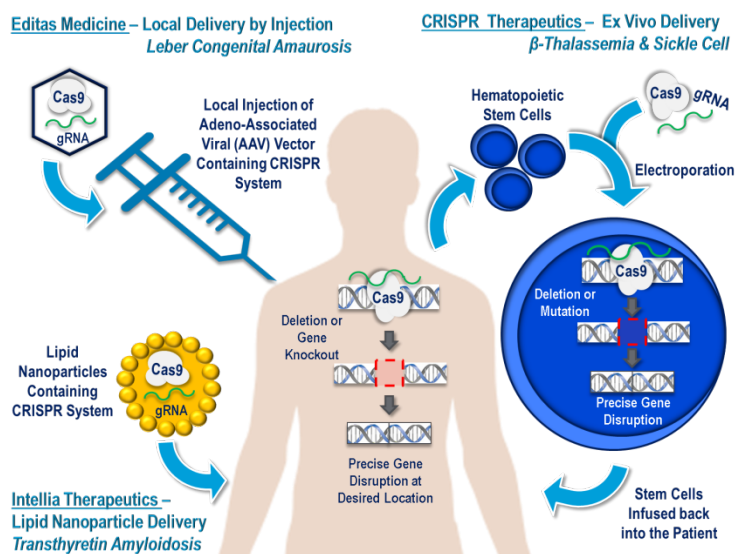 Editas Medicine – Local Delivery by Injection
Leber Congenital Amaurosis
Cas9
gRNA
Local Injection of
Adeno-Associated
Viral (AAV) Vector
Containing CRISPR
System
CRISPR Therapeutics – Ex Vivo Delivery
β-Thalassemia & Sickle Cell
Hematopoietic
Stem Cells
Cas9
gRNA
Electroporation
Cas9
Deletion or
Mutation
Precise Gene
Disruption
Stem Cells
Infused back
into the Patient
Cas9
Deletion or
Gene
Knockout
Precise Gene
Disruption at
Desired Location
Lipid
Nanoparticles
Containing
CRISPR System
Cas9
gRNA
Intellia Therapeutics –
Lipid Nanoparticle Delivery
Transthyretin Amyloidosis